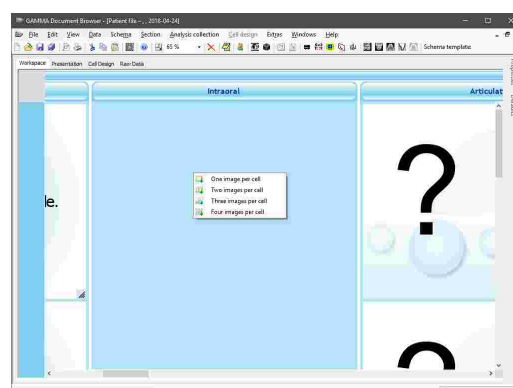 GAMMA Document Browser - [Patient file - , , 2018-04-24]
File Edit View Data Schema Section Analysis collection Cell design Extras Windows Help
65 % Schema template
Workspace Presentation Cell Design Raw Data
Intraoral
Articulat
le.
?
One image per cell
Two images per cell
Three images per cell
Four images per cell